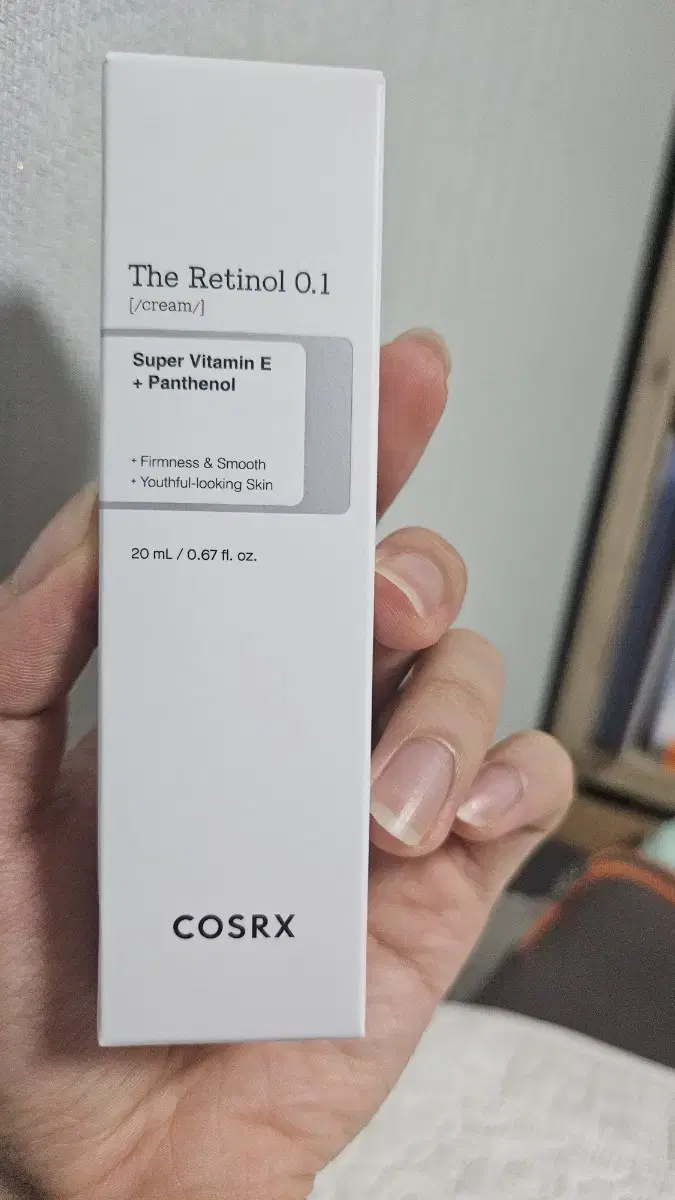 The Retinol 0.1
[/cream/]
Super Vitamin E
+ Panthenol
+ Firmness & Smooth
+ Youthful-looking Skin
20 mL / 0.67 fl. oz.
COSRX